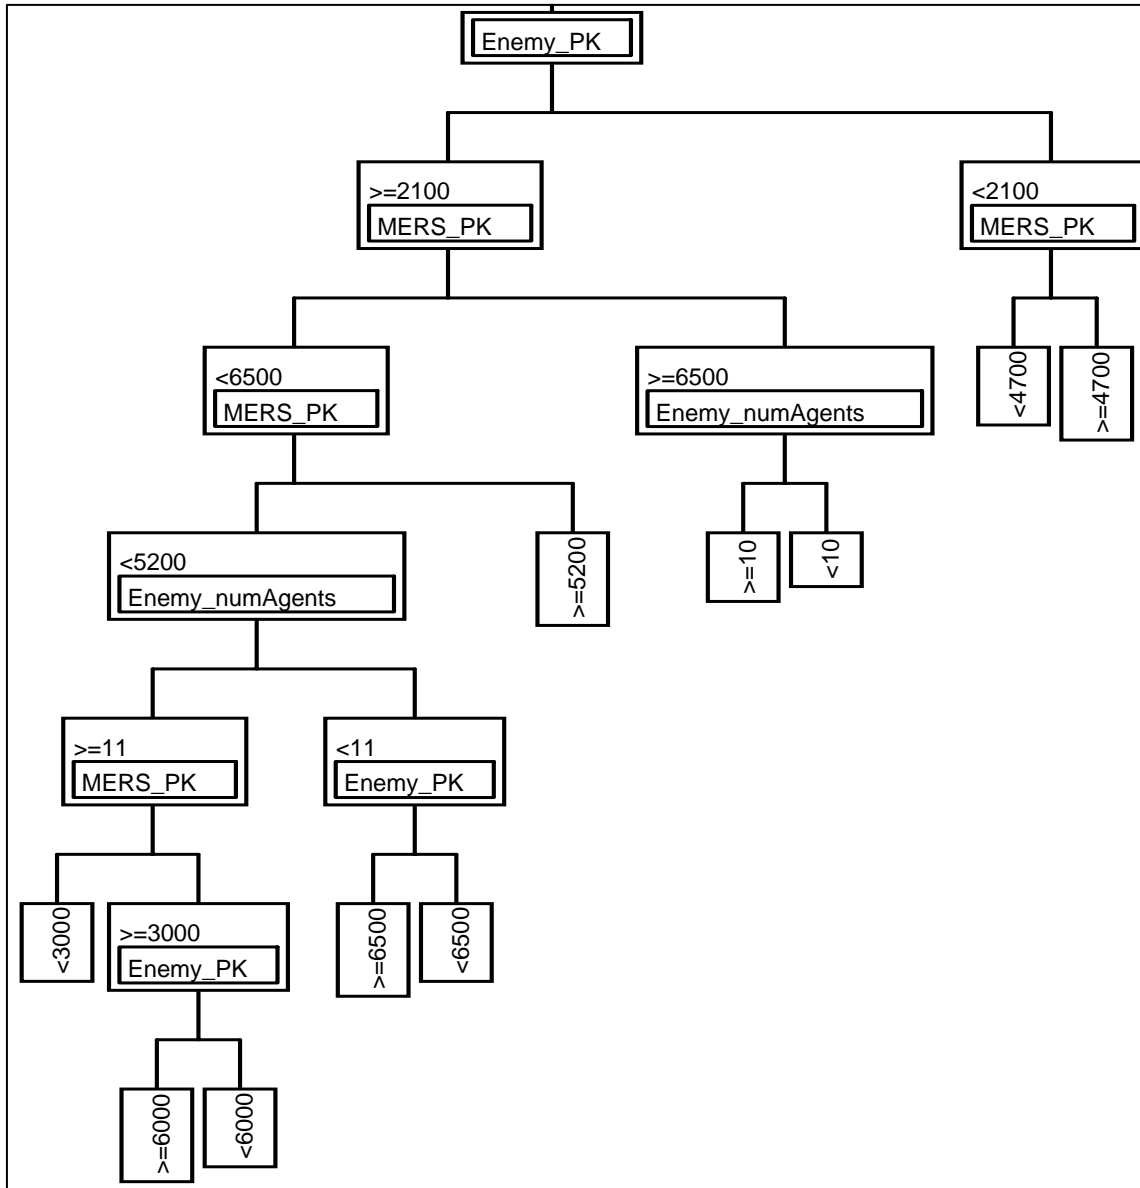 Enemy_PK
>=2100
MERS_PK
<2100
MERS_PK
<6500
MERS_PK
>=6500
Enemy_numAgents
<4700
>=4700
<5200
Enemy_numAgents
>=5200
>=10
<10
>=11
MERS_PK
<11
Enemy_PK
<3000
>=3000
Enemy_PK
>=6500
<6500
>=6000
<6000